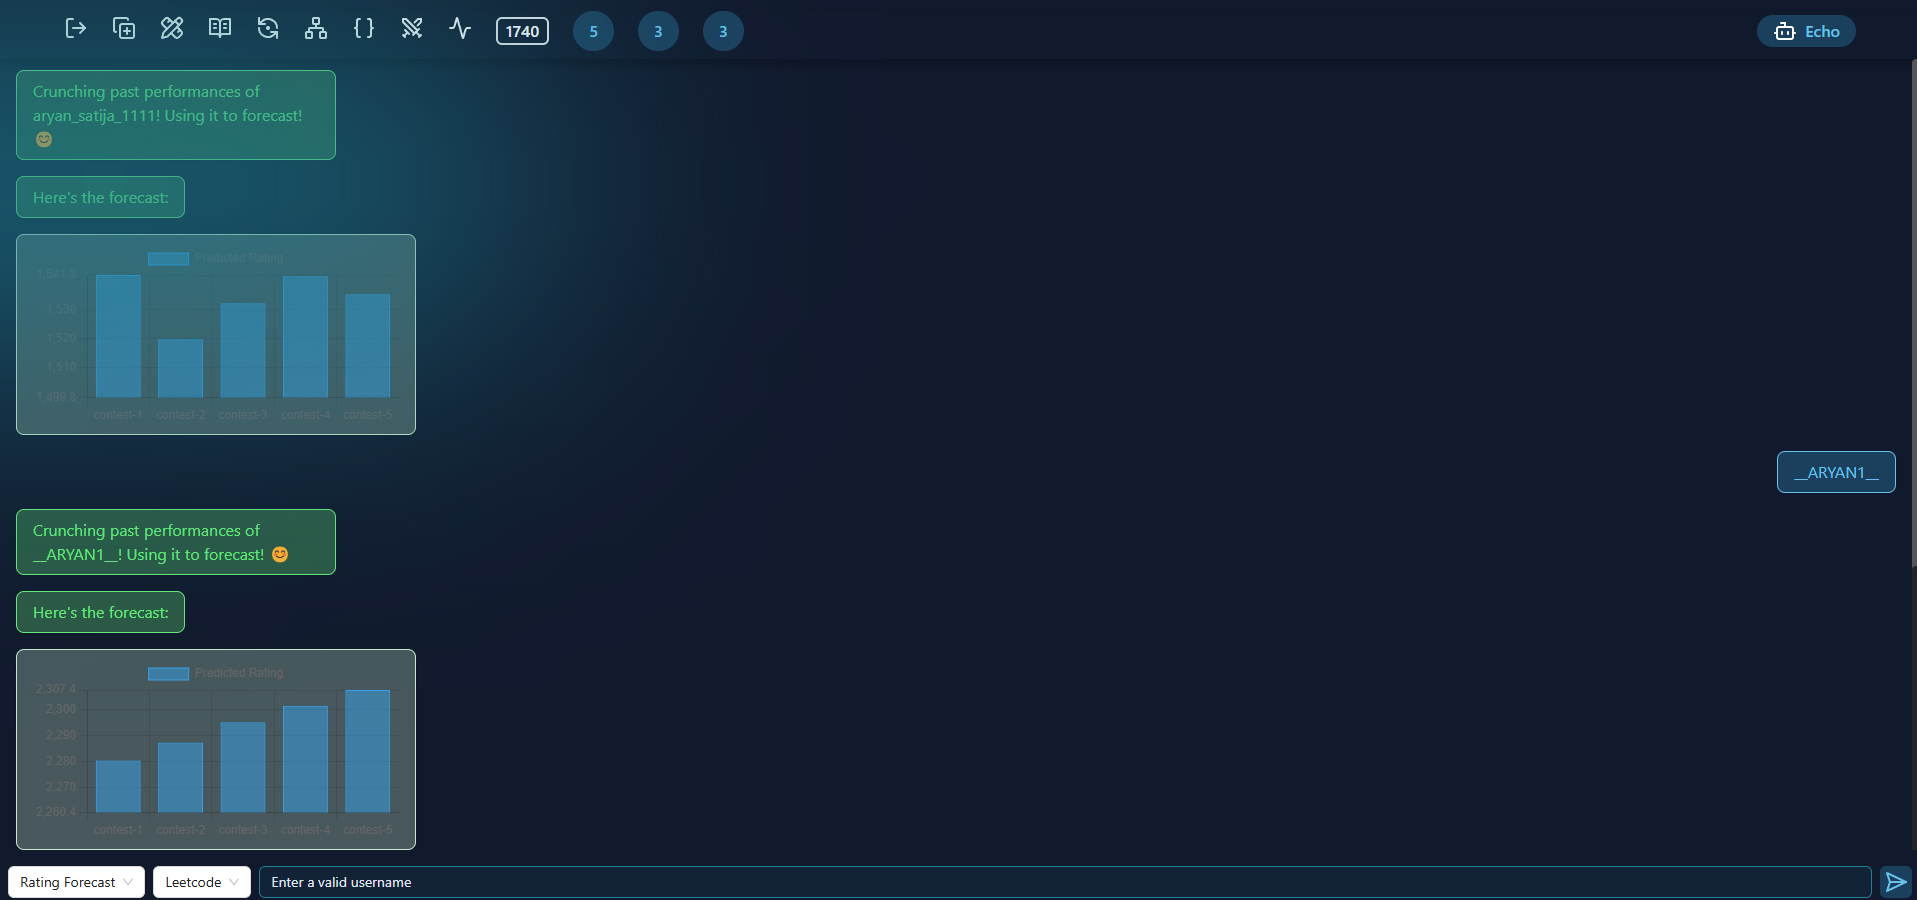 1740
5
3
3
Echo
Crunching past performances of
aryan_satija_1111! Using it to forecast!
😊
Here's the forecast:
Predicted Rating
1,541.8
1,530
1,520
1,510
1,499.8
contest-1 contest-2 contest-3 contest-4 contest-5
__ARYAN1__
Crunching past performances of
__ARYAN1__! Using it to forecast! 😊
Here's the forecast:
Predicted Rating
2,307.4
2,300
2,290
2,280
2,270
2,260.4
contest-1 contest-2 contest-3 contest-4 contest-5
Rating Forecast
Leetcode
Enter a valid username